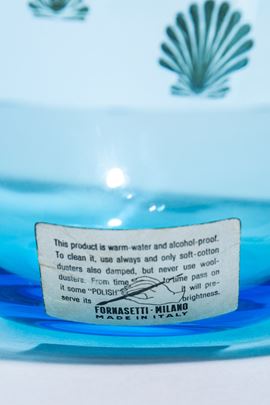 This product is warm-water and alcohol-proof.
To clean it, use always and only soft-cotton
dusters also damped, but never use wool-
dusters. From time to time pass on
it some "POLISH" It will pre-
serve its brightness.
FORNASETTI - MILANO
MADE IN ITALY